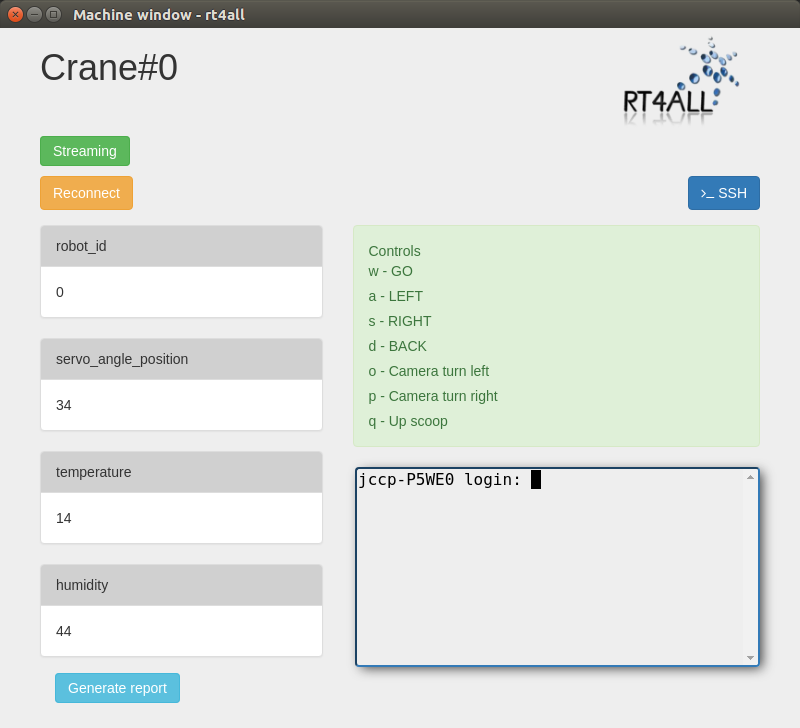 Machine window - rt4all
Crane#0
RT4ALL
Streaming
Reconnect
>_ SSH
robot_id
0
servo_angle_position
34
temperature
14
humidity
44
Generate report
Controls
w - GO
a - LEFT
s - RIGHT
d - BACK
o - Camera turn left
p - Camera turn right
q - Up scoop
jccp-P5WE0 login: